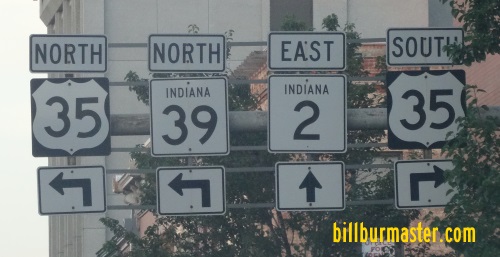 NORTH
35
NORTH
INDIANA
39
EAST
INDIANA
2
SOUTH
35
billburmaster.com